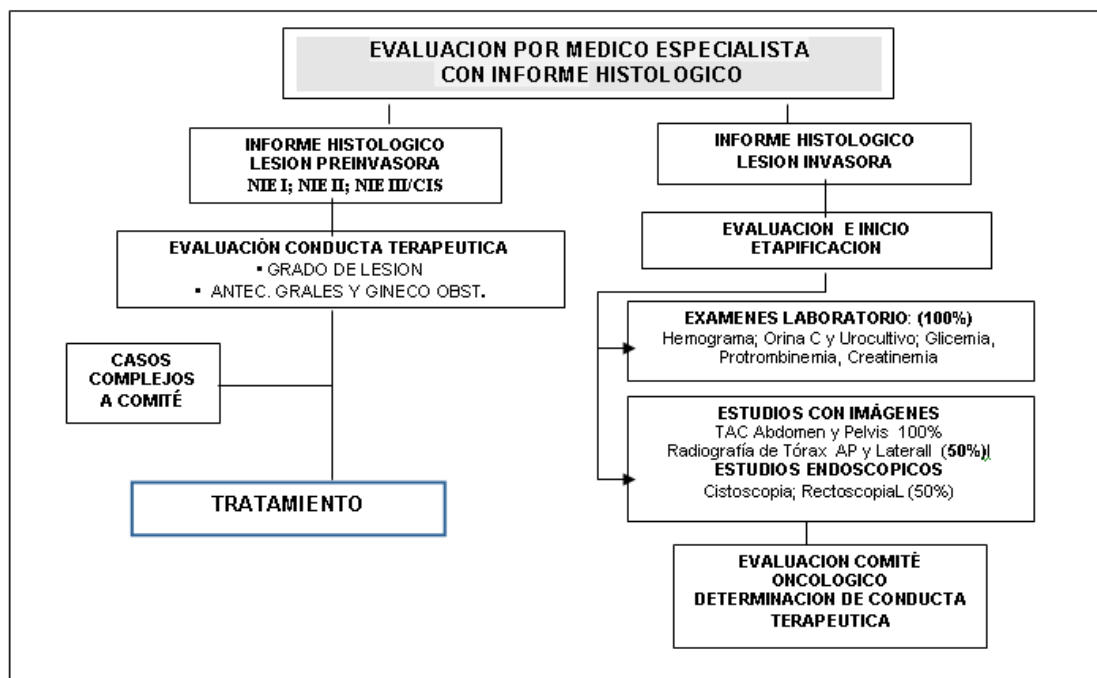 EVALUACION POR MEDICO ESPECIALISTA
CON INFORME HISTOLOGICO
INFORME HISTOLOGICO
LESION PREINVASORA
NIE I; NIE II; NIE III/CIS
EVALUACIÓN CONDUCTA TERAPEUTICA
▪ GRADO DE LESION
▪ ANTEC. GRALES Y GINECO OBST.
CASOS
COMPLEJOS
A COMITÉ
TRATAMIENTO
INFORME HISTOLOGICO
LESION INVASORA
EVALUACION E INICIO
ETAPIFICACION
EXAMENES LABORATORIO: (100%)
Hemograma; Orina C y Urocultivo; Glicemia,
Protrombinemia, Creatinemia
ESTUDIOS CON IMÁGENES
TAC Abdomen y Pelvis 100%
Radiografía de Tórax AP y Laterall (50%)
ESTUDIOS ENDOSCOPICOS
Cistoscopia; RectoscopiaL (50%)
EVALUACION COMITÉ
ONCOLOGICO
DETERMINACION DE CONDUCTA
TERAPEUTICA